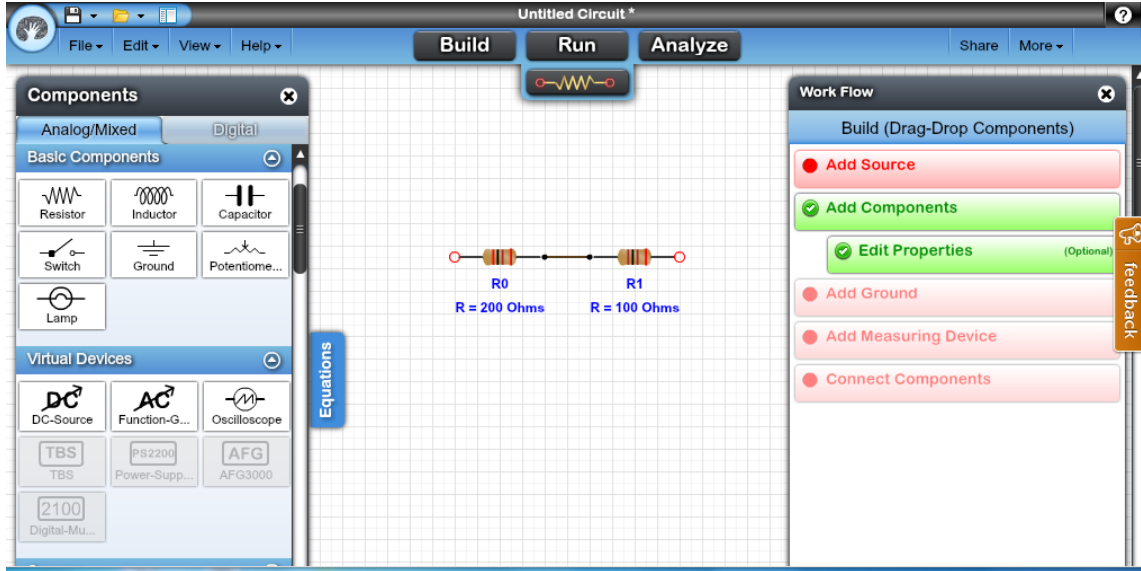 Untitled Circuit *
File Edit View Help
Build Run Analyze
Share More
?
Components
Analog/Mixed Digital
Basic Components
Resistor Inductor Capacitor
Switch Ground Potentiome...
Lamp
Virtual Devices
DC AC
DC-Source Function-G... Oscilloscope
TBS PS2200 AFG
TBS Power-Supp... AFG3000
2100
Digital-Mu...
Equations
R0 R1
R = 200 Ohms R = 100 Ohms
Work Flow
Build (Drag-Drop Components)
Add Source
Add Components
Edit Properties (Optional)
Add Ground
Add Measuring Device
Connect Components
feedback